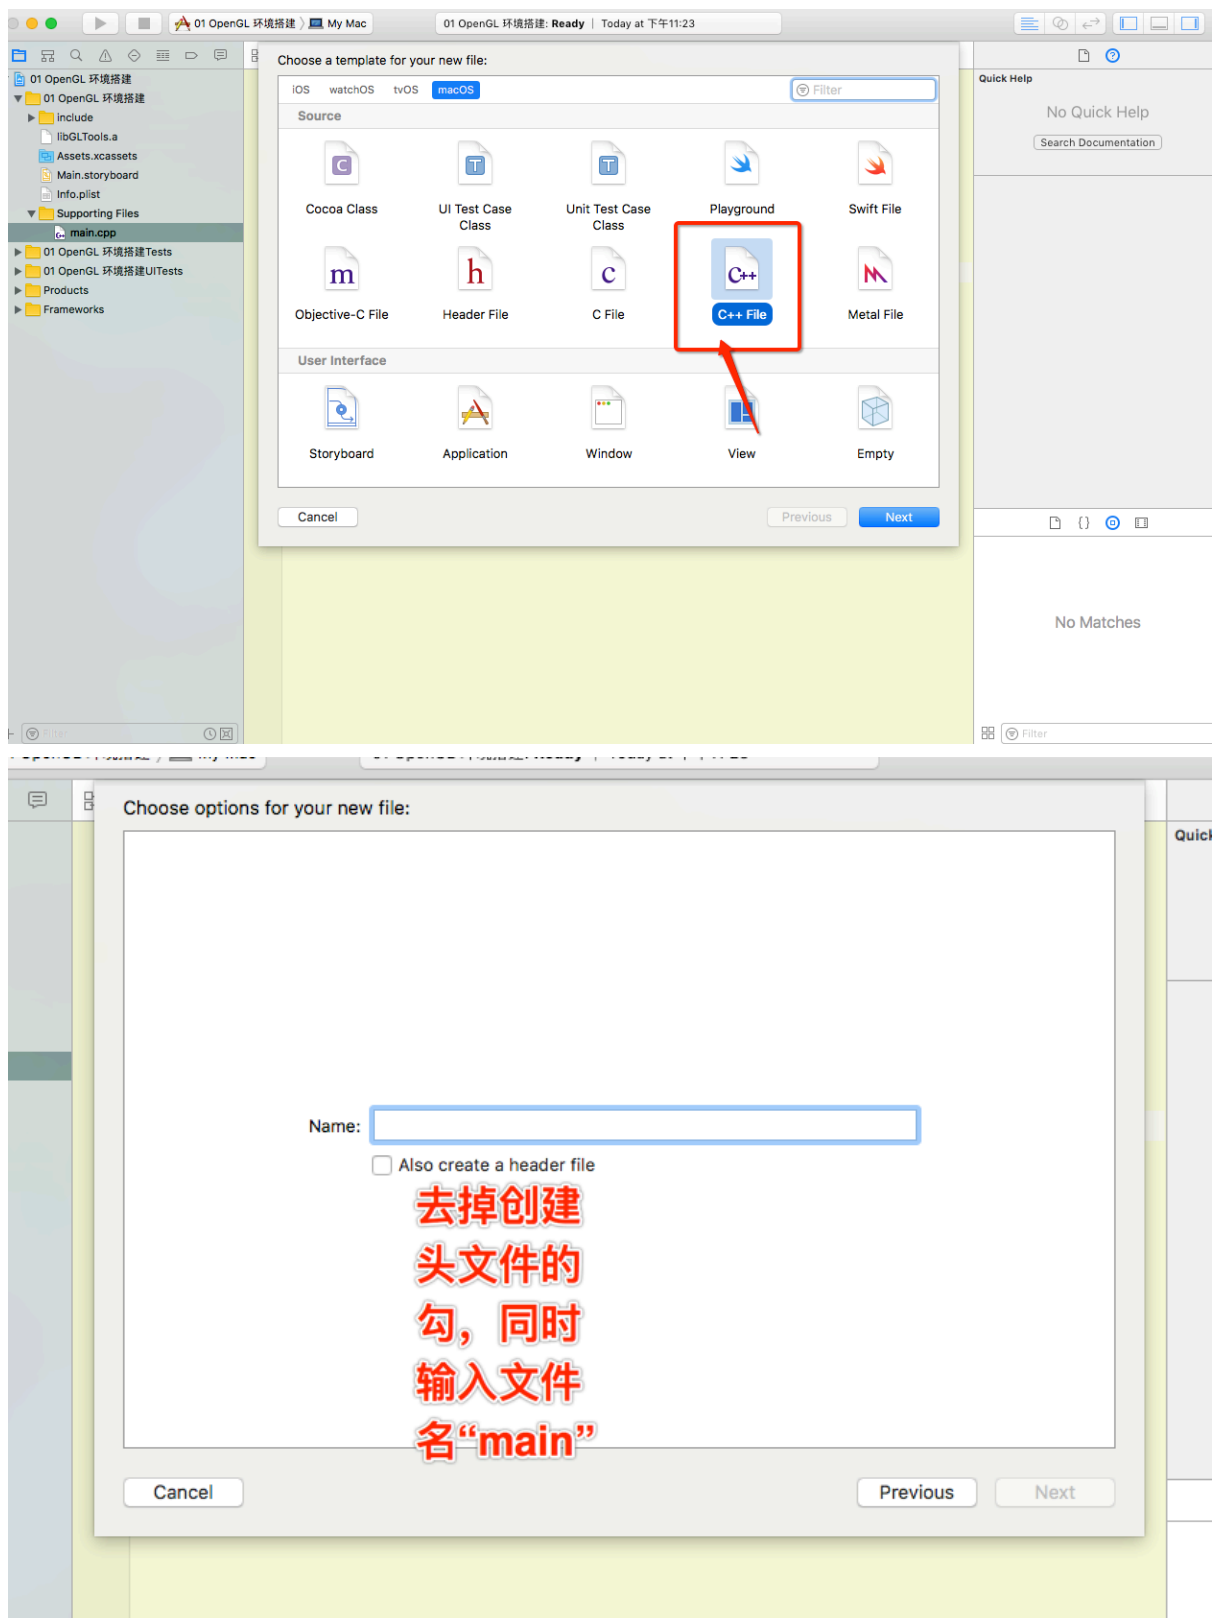 01 OpenGL 环境搭建 〉 My Mac
01 OpenGL 环境搭建: Ready | Today at 下午11:23
01 OpenGL 环境搭建
01 OpenGL 环境搭建
include
libGLTools.a
Assets.xcassets
Main.storyboard
Info.plist
Supporting Files
main.cpp
01 OpenGL 环境搭建Tests
01 OpenGL 环境搭建UITests
Products
Frameworks
Filter
Choose a template for your new file:
iOS watchOS tvOS macOS
Filter
Source
Cocoa Class
UI Test Case Class
Unit Test Case Class
Playground
Swift File
Objective-C File
Header File
C File
C++ File
Metal File
User Interface
Storyboard
Application
Window
View
Empty
Cancel
Previous
Next
Quick Help
No Quick Help
Search Documentation
No Matches
Filter
Choose options for your new file:
Name:
Also create a header file
去掉创建
头文件的
勾，同时
输入文件
名“main”
Cancel
Previous
Next